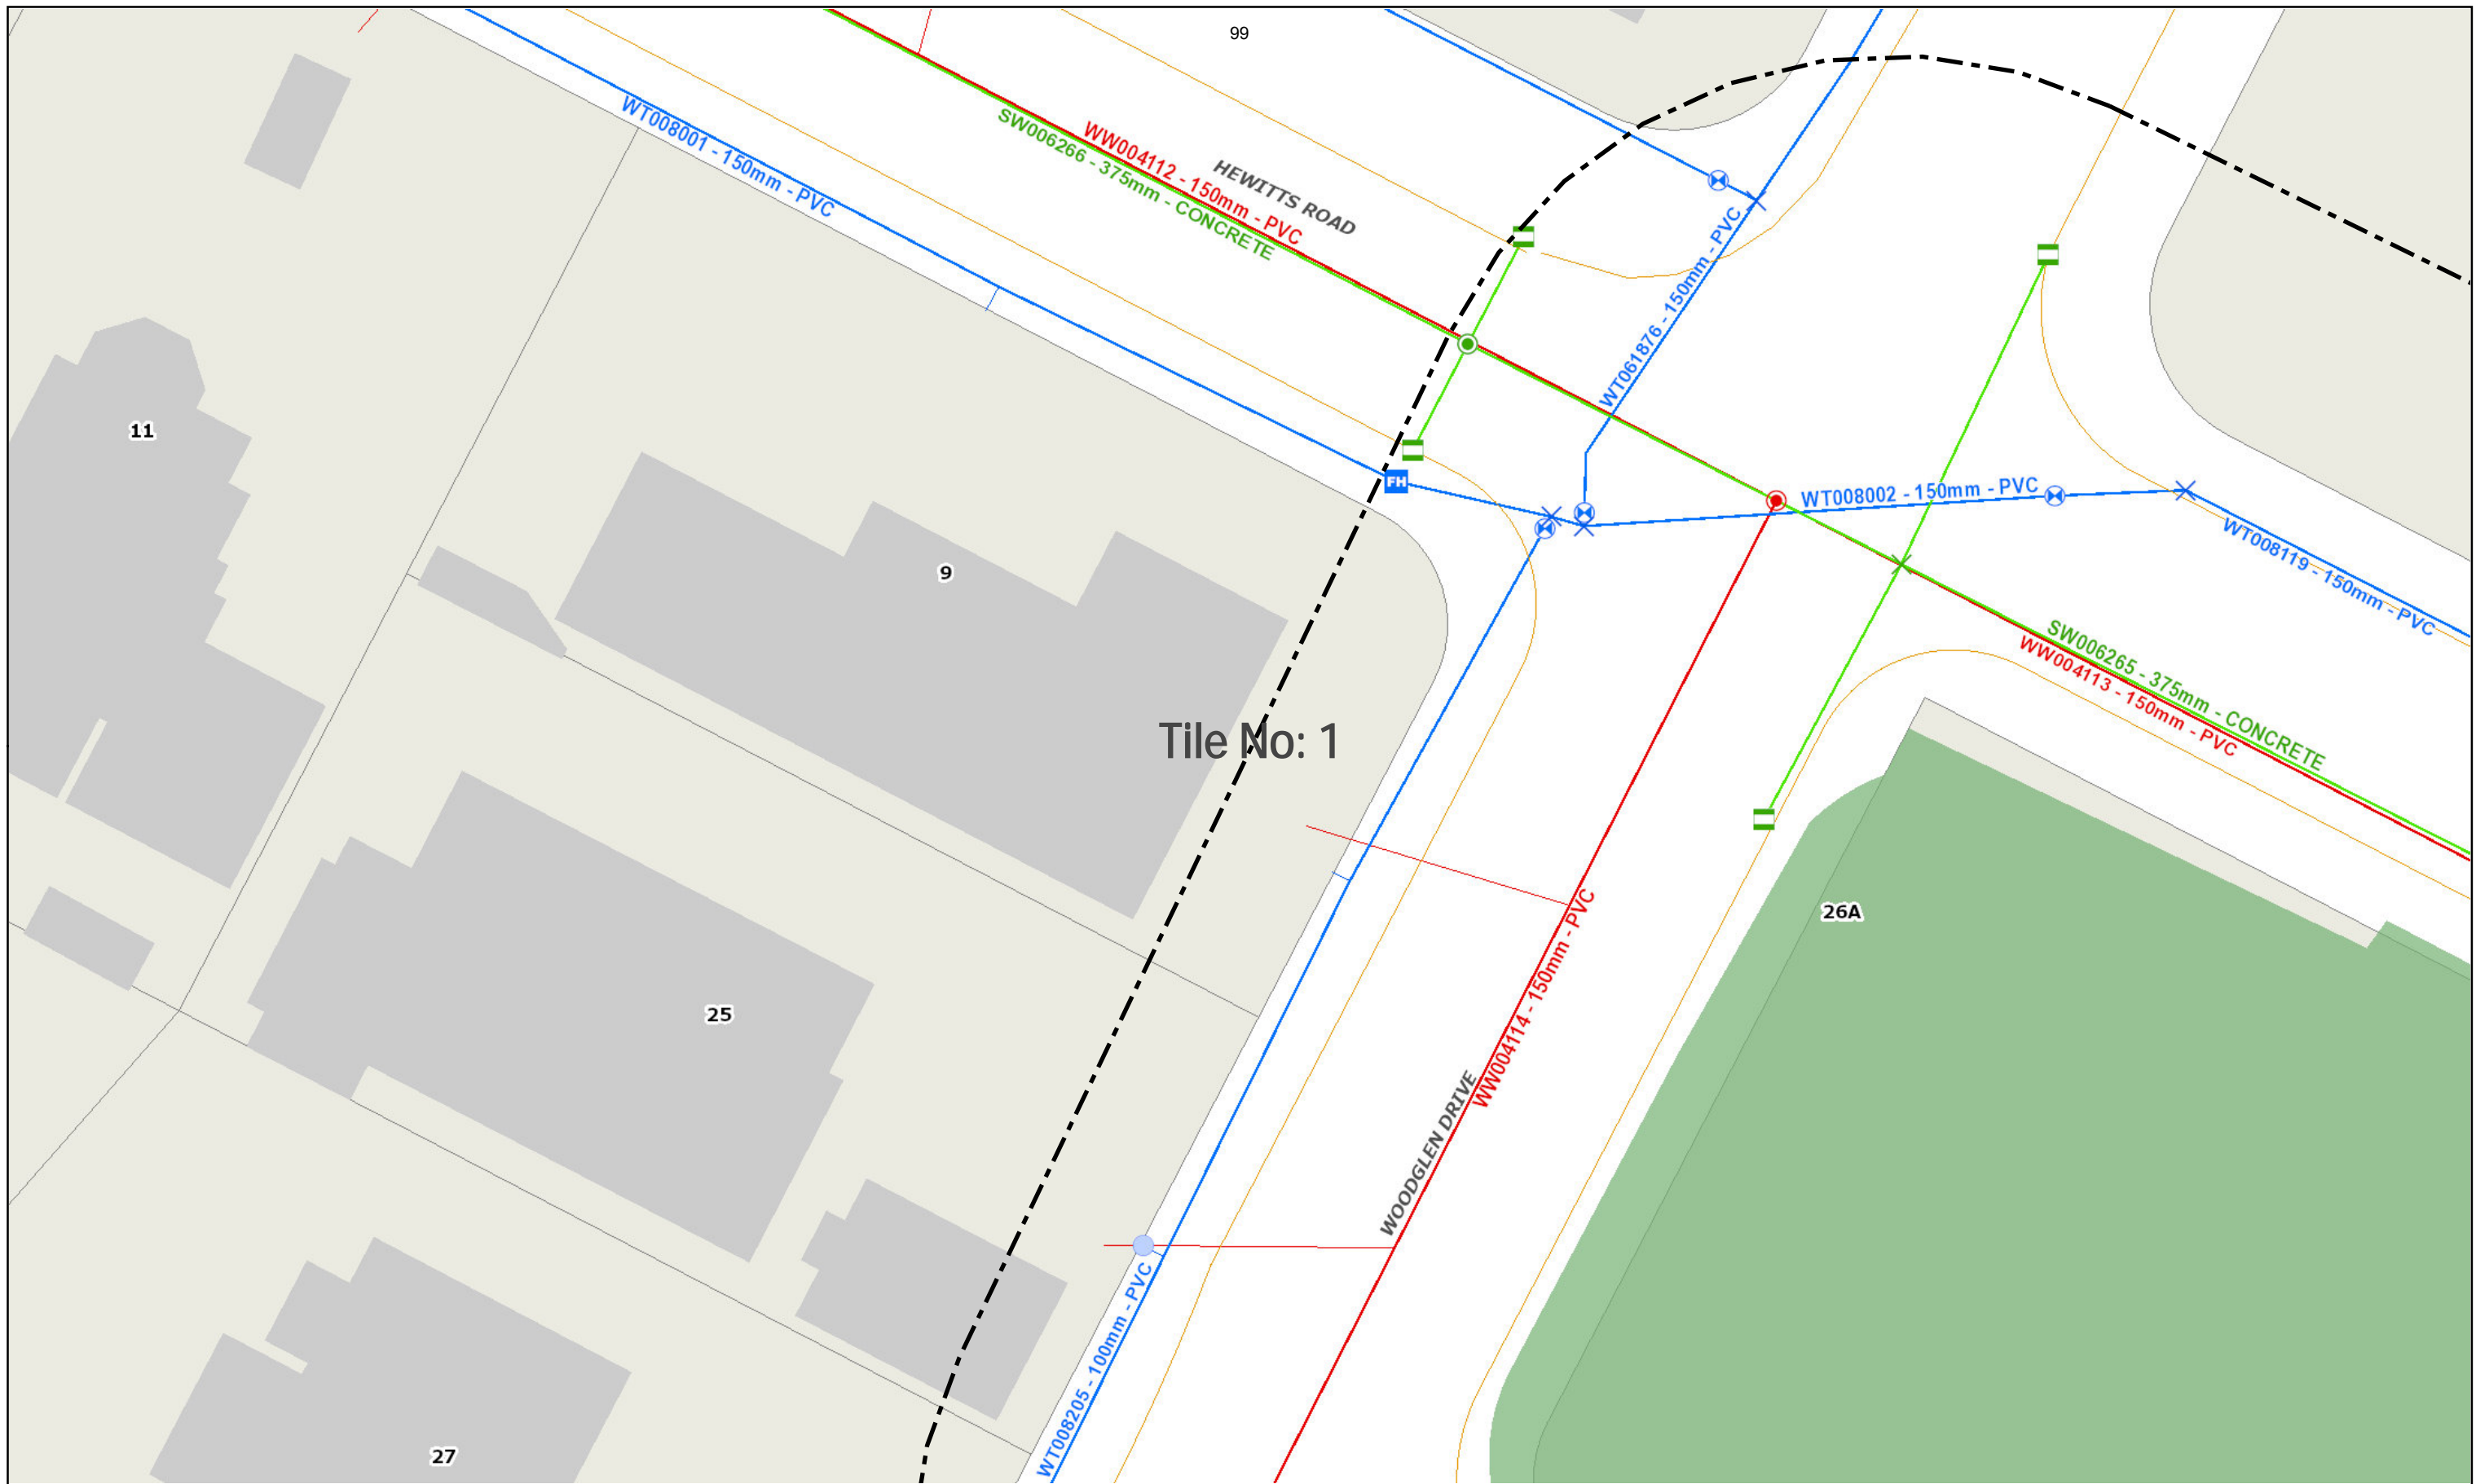 99
WT008001 - 150mm - PVC
WW004112 - 150mm - PVC
SW006266 - 375mm - CONCRETE
HEWITTS ROAD
WT061876 - 150mm - PVC
11
FH
WT008002 - 150mm - PVC
WT008119 - 150mm - PVC
9
SW006265 - 375mm - CONCRETE
WW004113 - 150mm - PVC
Tile No: 1
26A
WW004114 - 150mm - PVC
25
WOODGLEN DRIVE
WT008205 - 100mm - PVC
27